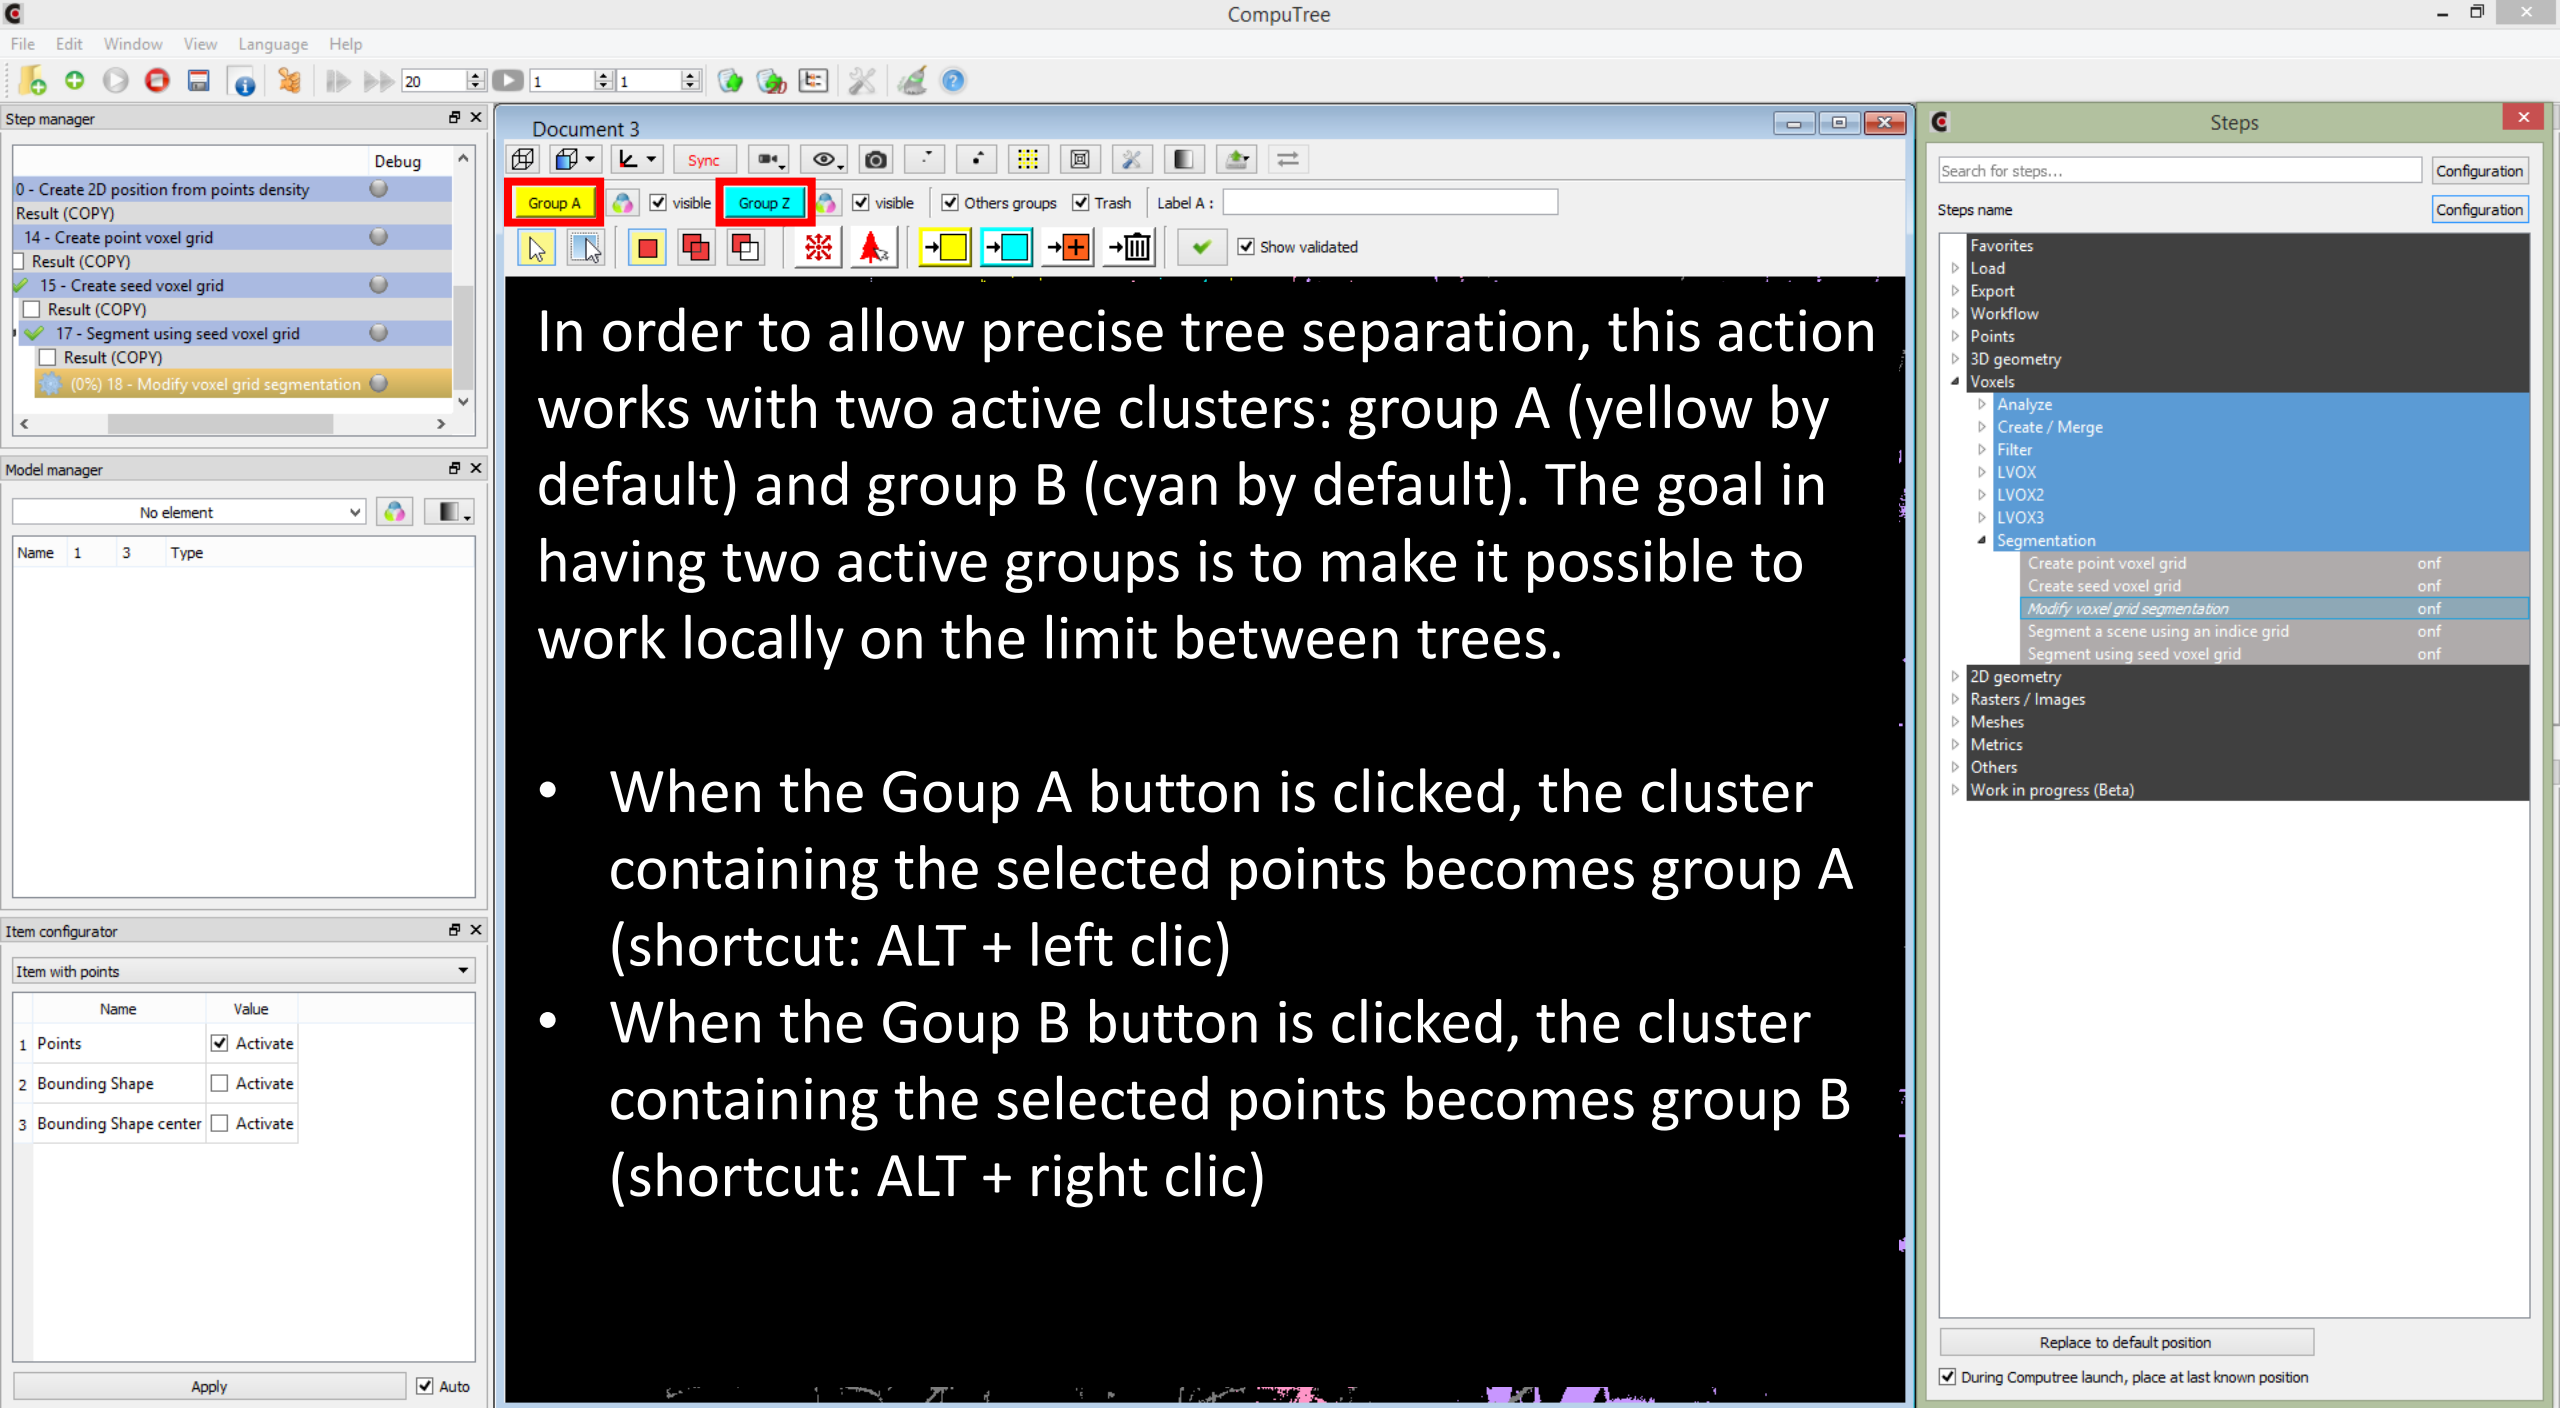 CompuTree
File Edit Window View Language Help
20 1 1
Step manager
Debug
0 - Create 2D position from points density
Result (COPY)
14 - Create point voxel grid
Result (COPY)
15 - Create seed voxel grid
Result (COPY)
17 - Segment using seed voxel grid
Result (COPY)
(0%) 18 - Modify voxel grid segmentation
Model manager
No element
Name 1 3 Type
Item configurator
Item with points
Name Value
1 Points Activate
2 Bounding Shape Activate
3 Bounding Shape center Activate
Apply Auto
Document 3
Sync
Group A visible Group Z visible Others groups Trash Label A :
Show validated
In order to allow precise tree separation, this action
works with two active clusters: group A (yellow by
default) and group B (cyan by default). The goal in
having two active groups is to make it possible to
work locally on the limit between trees.
• When the Goup A button is clicked, the cluster
containing the selected points becomes group A
(shortcut: ALT + left clic)
• When the Goup B button is clicked, the cluster
containing the selected points becomes group B
(shortcut: ALT + right clic)
Steps
Search for steps... Configuration
Steps name Configuration
Favorites
Load
Export
Workflow
Points
3D geometry
Voxels
Analyze
Create / Merge
Filter
LVOX
LVOX2
LVOX3
Segmentation
Create point voxel grid onf
Create seed voxel grid onf
Modify voxel grid segmentation onf
Segment a scene using an indice grid onf
Segment using seed voxel grid onf
2D geometry
Rasters / Images
Meshes
Metrics
Others
Work in progress (Beta)
Replace to default position
During Computree launch, place at last known position